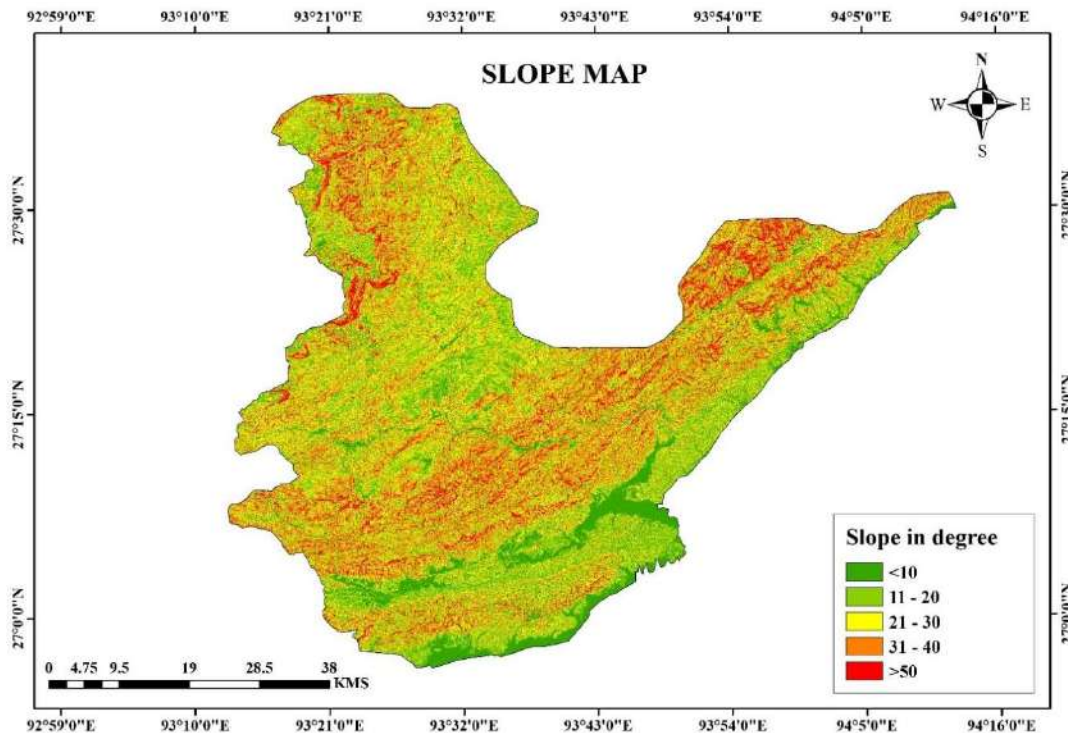 92°59'0"E 93°10'0"E 93°21'0"E 93°32'0"E 93°43'0"E 93°54'0"E 94°5'0"E 94°16'0"E
SLOPE MAP
N
W E
S
27°30'0"N 27°30'0"N
27°15'0"N 27°15'0"N
27°0'0"N 27°0'0"N
Slope in degree
<10
11 - 20
21 - 30
31 - 40
>50
0 4.75 9.5 19 28.5 38
KMS
92°59'0"E 93°10'0"E 93°21'0"E 93°32'0"E 93°43'0"E 93°54'0"E 94°5'0"E 94°16'0"E